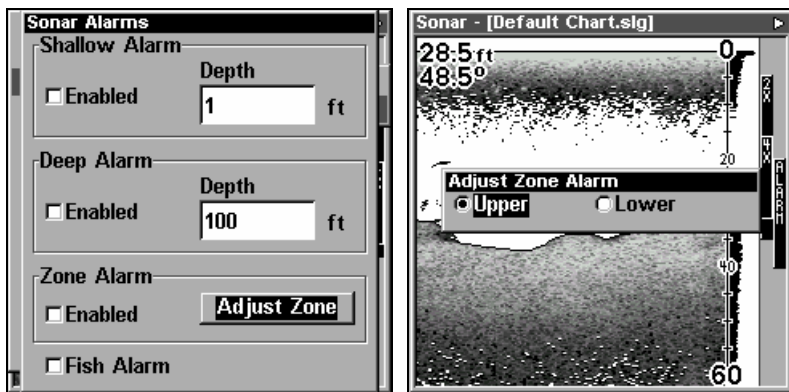 Sonar Alarms
Shallow Alarm
Depth
Enabled
1
ft
Deep Alarm
Depth
Enabled
100
ft
Zone Alarm
Enabled
Adjust Zone
Fish Alarm
Sonar - [Default Chart.slg]
28.5 ft
48.5º
0
2X
4X
ALARM
20
Adjust Zone Alarm
Upper
Lower
40
60